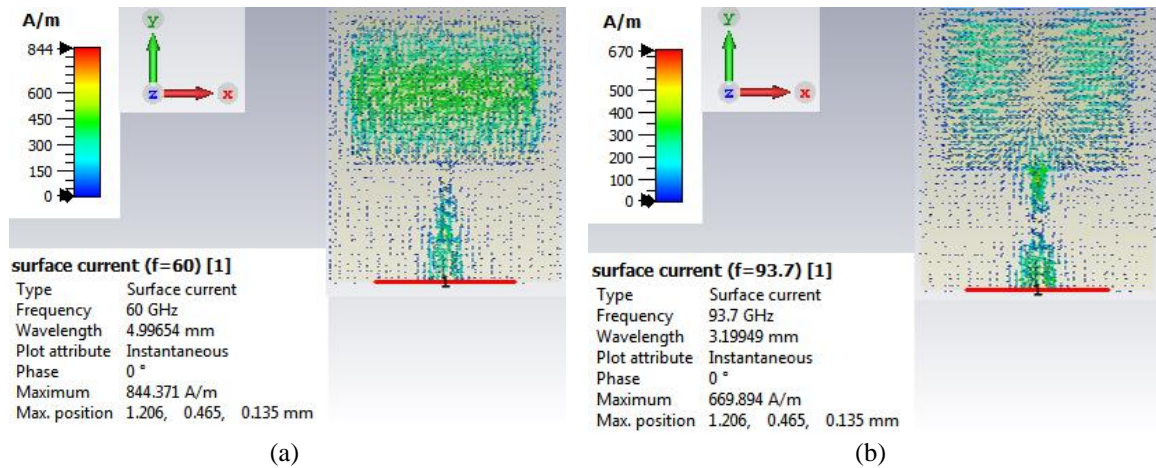 A/m
844
600
450
300
150
0
y
z
x
1
surface current (f=60) [1]
Type Surface current
Frequency 60 GHz
Wavelength 4.99654 mm
Plot attribute Instantaneous
Phase 0 °
Maximum 844.371 A/m
Max. position 1.206, 0.465, 0.135 mm
(a)
A/m
670
500
400
300
200
100
0
y
z
x
1
surface current (f=93.7) [1]
Type Surface current
Frequency 93.7 GHz
Wavelength 3.19949 mm
Plot attribute Instantaneous
Phase 0 °
Maximum 669.894 A/m
Max. position 1.206, 0.465, 0.135 mm
(b)